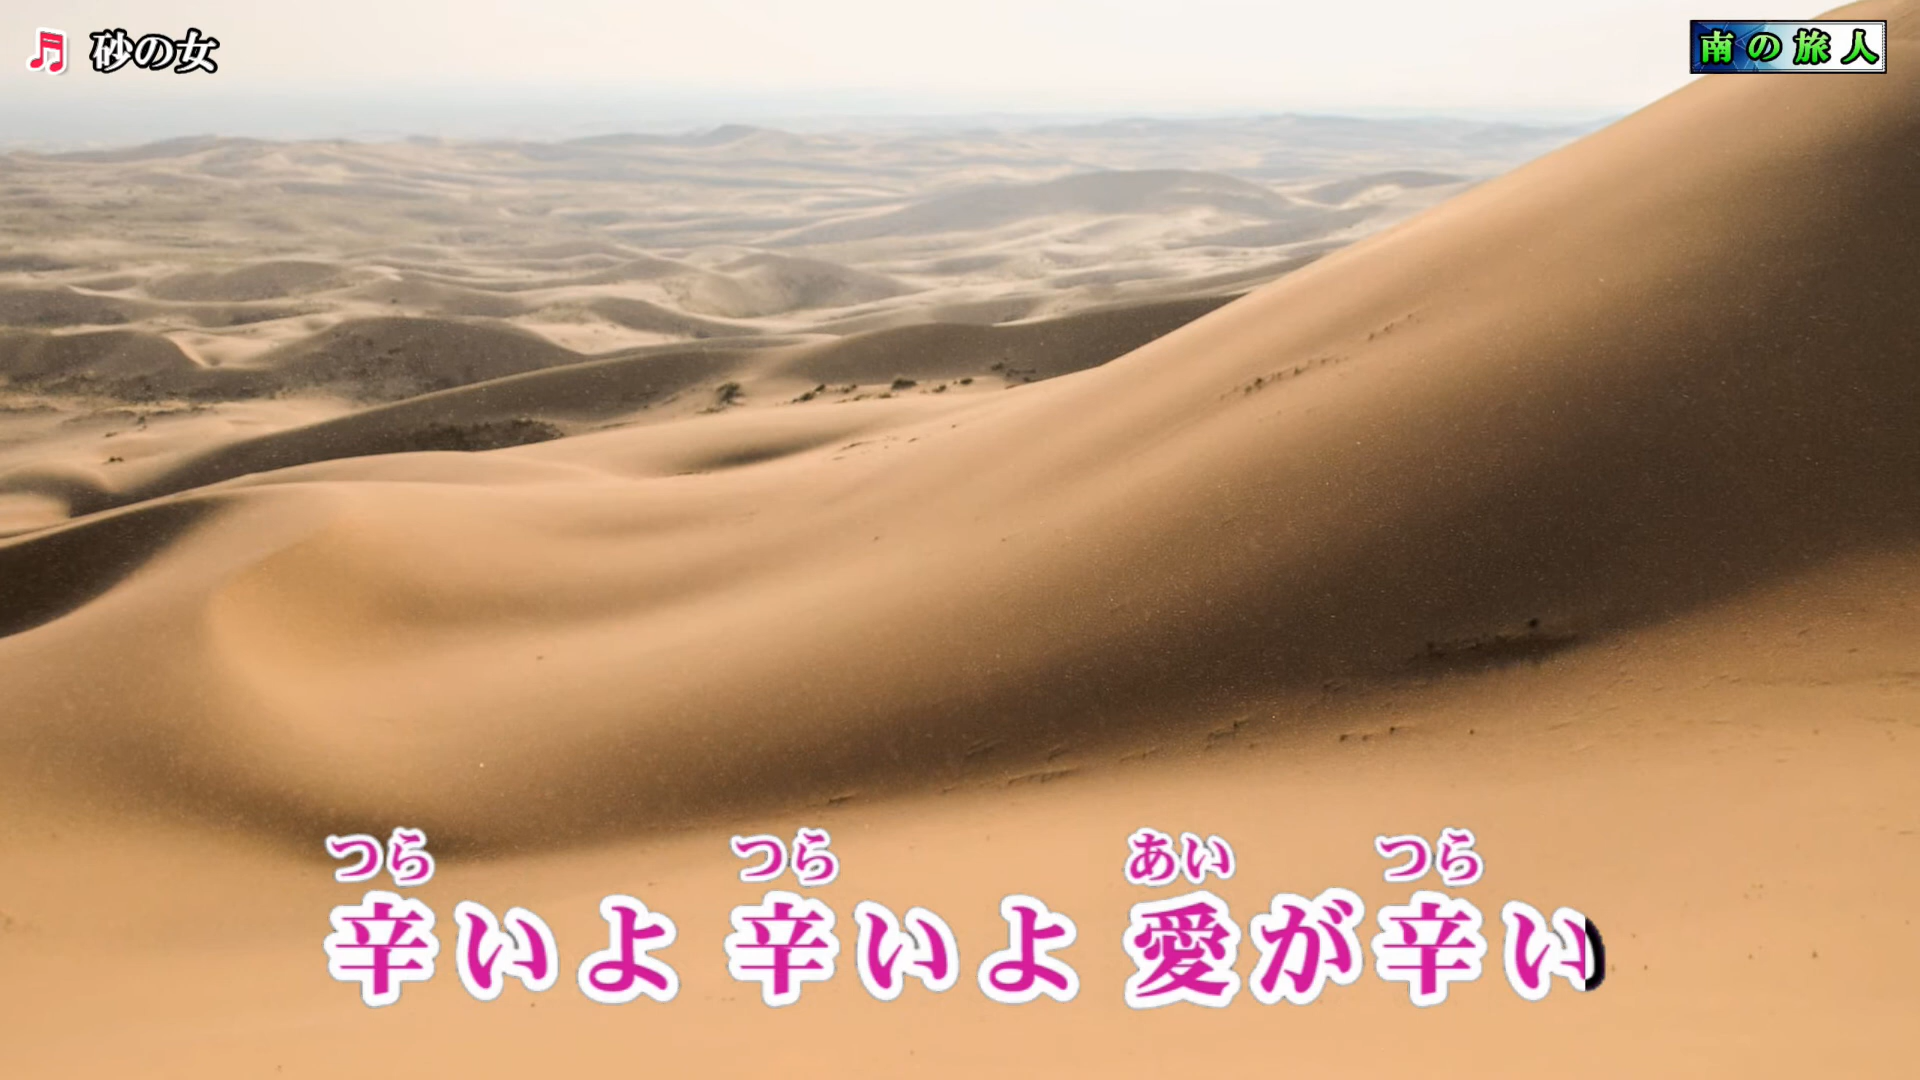 砂の女
南の旅人
つら つら あい つら
辛いよ 辛いよ 愛が辛い